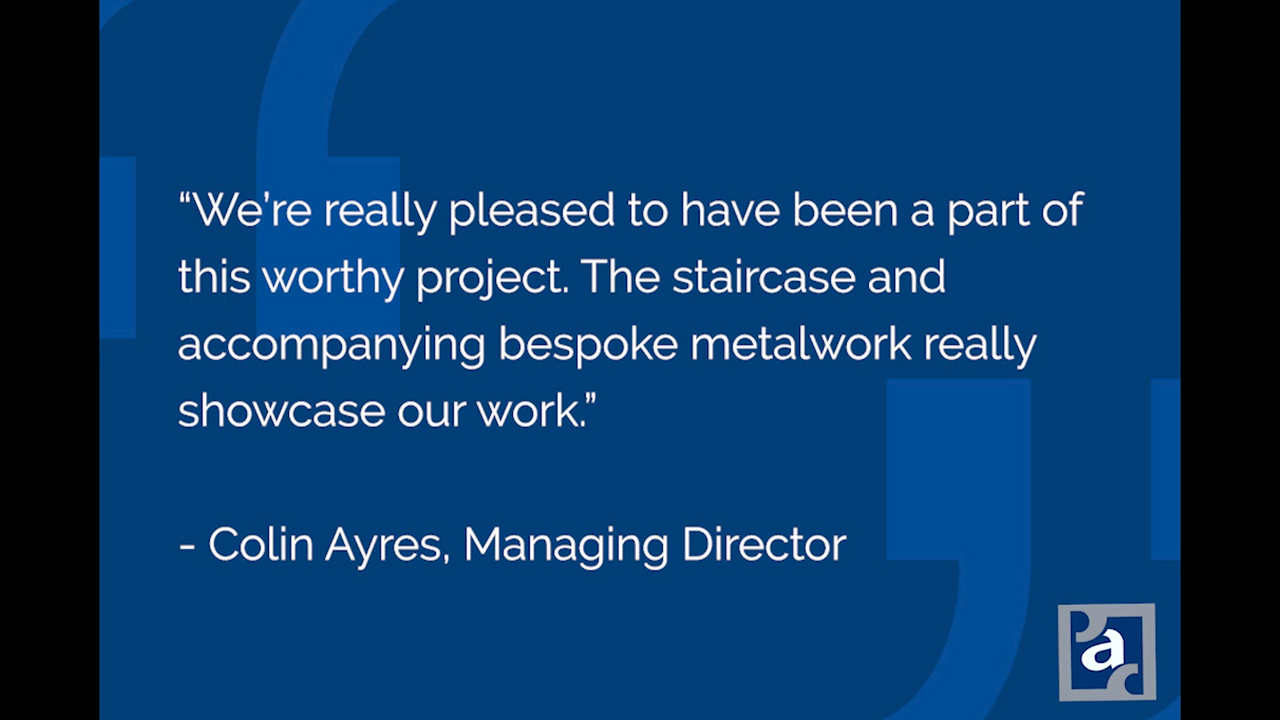 “We’re really pleased to have been a part of
this worthy project. The staircase and
accompanying bespoke metalwork really
showcase our work.”
- Colin Ayres, Managing Director
PaC